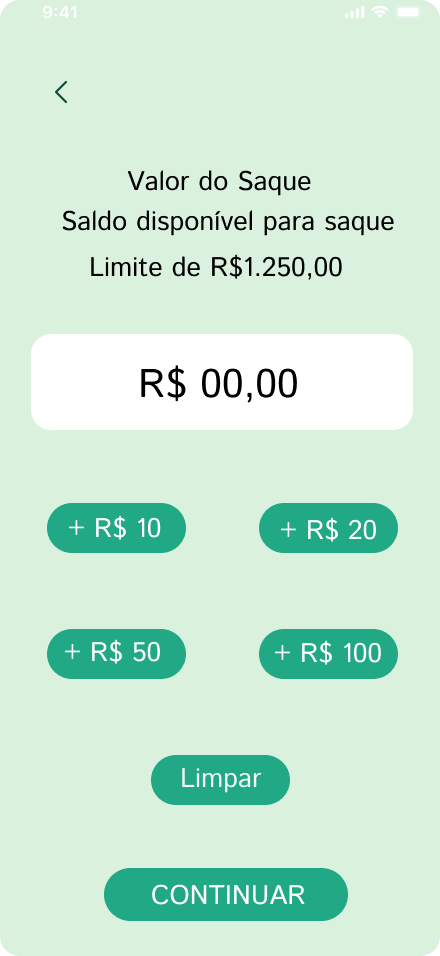 9:41
Valor do Saque
Saldo disponível para saque
Limite de R$1.250,00
R$ 00,00
+ R$ 10
+ R$ 20
+ R$ 50
+ R$ 100
Limpar
CONTINUAR